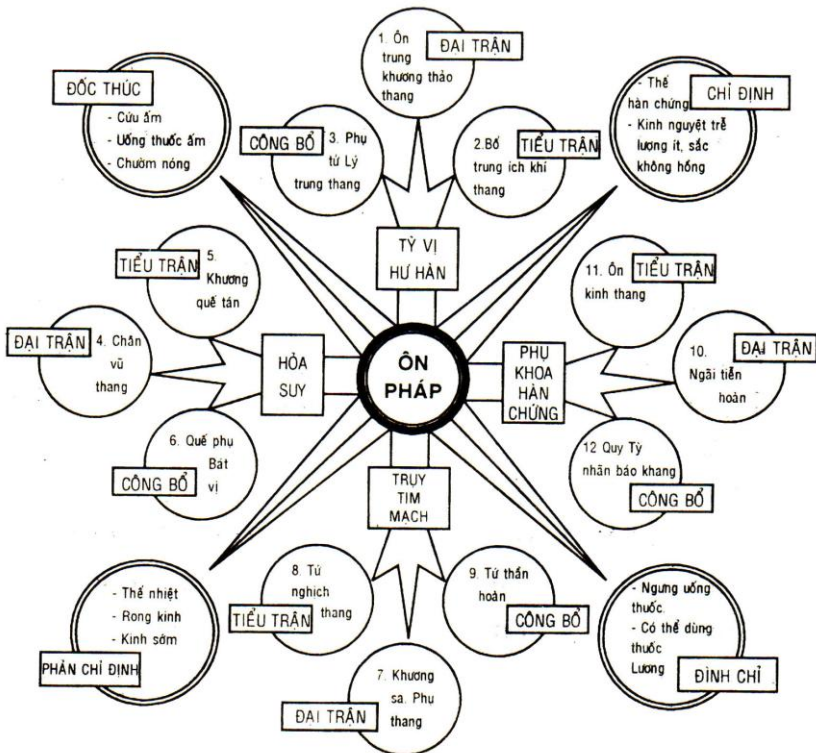 1. Ôn
trung
khương thảo
thang
ĐẠI TRẬN
ĐỐC THÚC
- Cứu ấm
- Uống thuốc ấm
- Chườm nóng
- Thể
hàn chứng
- Kinh nguyệt trễ
lượng ít, sắc
không hồng
CHỈ ĐỊNH
CÔNG BỔ
3. Phụ
tử Lý
trung thang
2.Bổ
trung ích khí
thang
TIỂU TRẬN
TỲ VỊ
HƯ HÀN
TIỂU TRẬN
5.
Khương
quế tán
11. Ôn
kinh thang
TIỂU TRẬN
ĐẠI TRẬN
4. Chân
vũ
thang
HỎA
SUY
ÔN
PHÁP
PHỤ
KHOA
HÀN
CHỨNG
10.
Ngãi tiễn
hoàn
ĐẠI TRẬN
6. Quế phụ
Bát
vị
CÔNG BỔ
12 Quy Tỳ
nhãn báo khang
CÔNG BỔ
TRỤY
TIM
MẠCH
8. Tứ
nghịch
thang
TIỂU TRẬN
9. Tứ thần
hoàn
CÔNG BỔ
- Thể nhiệt
- Rong kinh
- Kinh sớm
PHẢN CHỈ ĐỊNH
- Ngưng uống
thuốc.
- Có thể dùng
thuốc
Lương
ĐÌNH CHỈ
7. Khương
sa. Phụ
thang
ĐẠI TRẬN